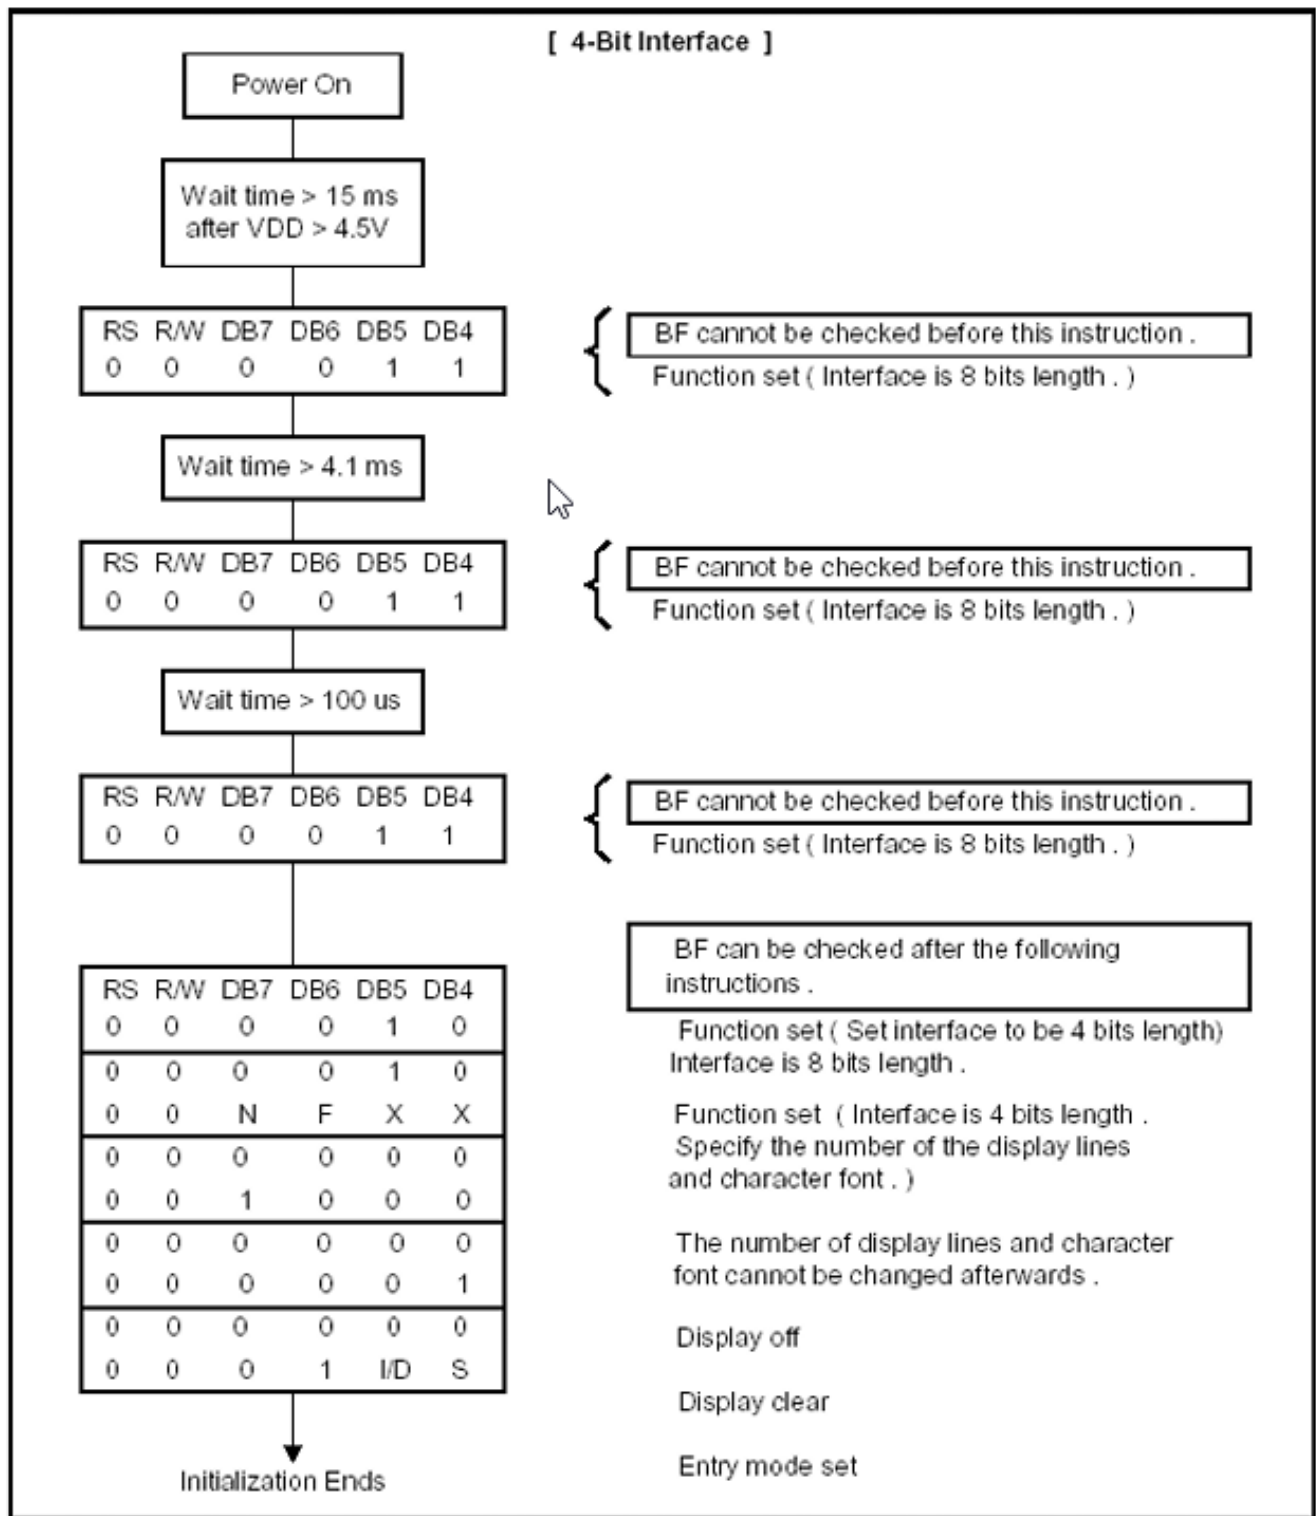 [ 4-Bit Interface ]
Power On
Wait time > 15 ms
after VDD > 4.5V
RS R/W DB7 DB6 DB5 DB4
0 0 0 0 1 1
BF cannot be checked before this instruction .
Function set ( Interface is 8 bits length . )
Wait time > 4.1 ms
RS R/W DB7 DB6 DB5 DB4
0 0 0 0 1 1
BF cannot be checked before this instruction .
Function set ( Interface is 8 bits length . )
Wait time > 100 us
RS R/W DB7 DB6 DB5 DB4
0 0 0 0 1 1
BF cannot be checked before this instruction .
Function set ( Interface is 8 bits length . )
RS R/W DB7 DB6 DB5 DB4
0 0 0 0 1 0
0 0 0 0 1 0
0 0 N F X X
0 0 0 0 0 0
0 0 1 0 0 0
0 0 0 0 0 0
0 0 0 0 0 1
0 0 0 0 0 0
0 0 0 1 I/D S
BF can be checked after the following
instructions .
Function set ( Set interface to be 4 bits length)
Interface is 8 bits length .
Function set ( Interface is 4 bits length .
Specify the number of the display lines
and character font . )
The number of display lines and character
font cannot be changed afterwards .
Display off
Display clear
Entry mode set
Initialization Ends